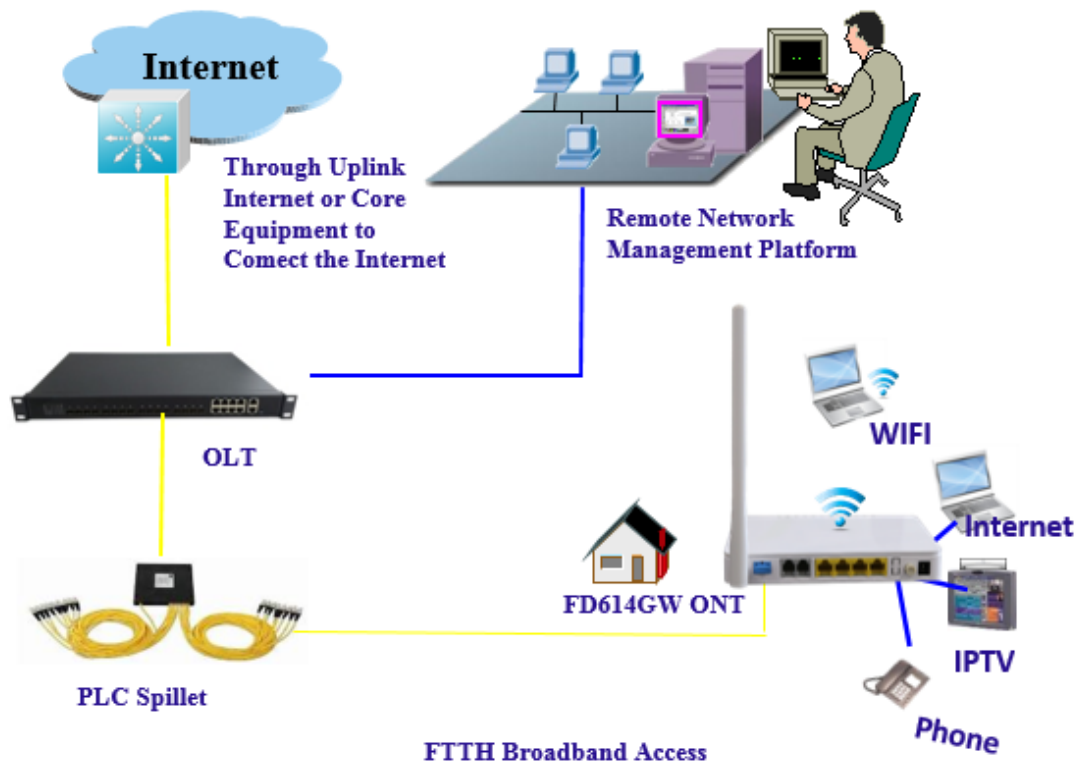 Internet
Through Uplink
Internet or Core
Equipment to
Comect the Internet
Remote Network
Management Platform
OLT
WIFI
Internet
FD614GW ONT
IPTV
PLC Spillet
Phone
FTTH Broadband Access